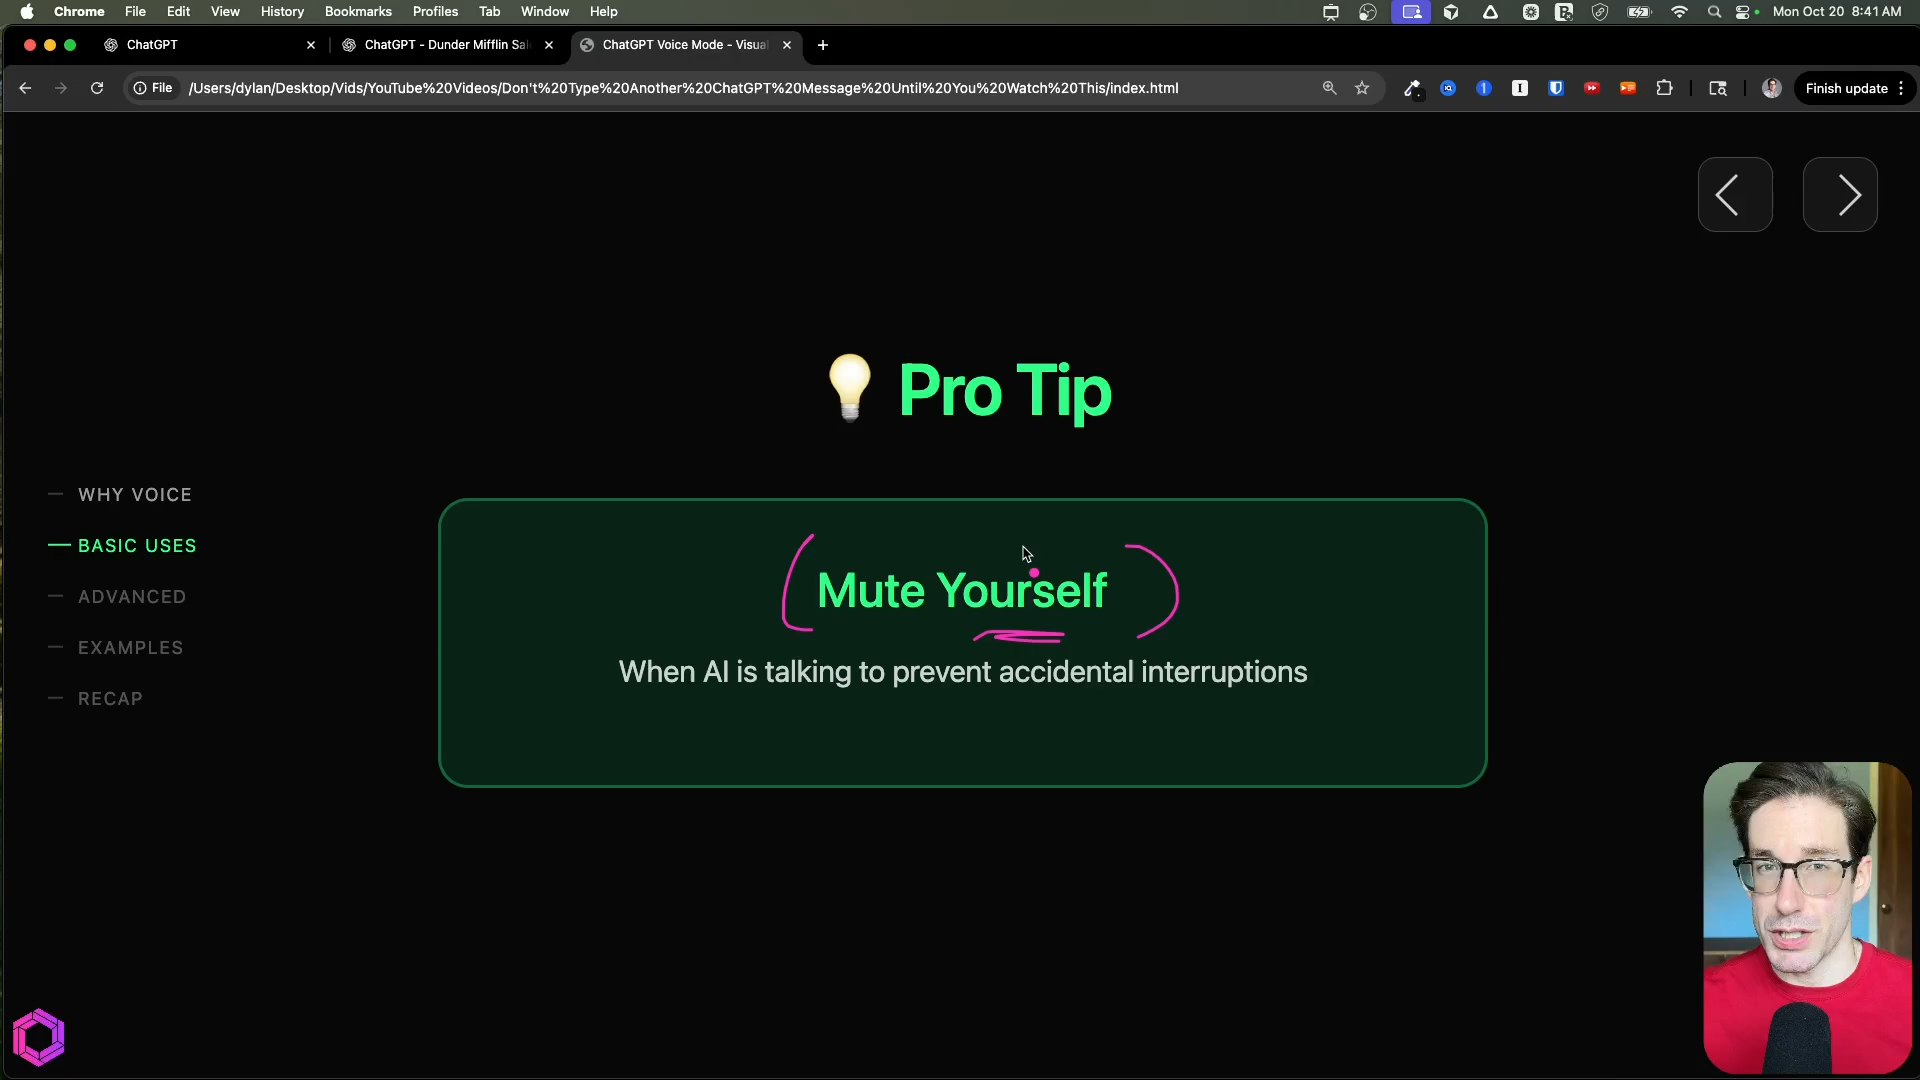 Chrome File Edit View History Bookmarks Profiles Tab Window Help Mon Oct 20 8:41 AM
ChatGPT ChatGPT - Dunder Mifflin Sal ChatGPT Voice Mode - Visual
File /Users/dylan/Desktop/Vids/YouTube%20Videos/Don't%20Type%20Another%20ChatGPT%20Message%20Until%20You%20Watch%20This/index.html Finish update
Pro Tip
WHY VOICE
BASIC USES
ADVANCED
EXAMPLES
RECAP
Mute Yourself
When AI is talking to prevent accidental interruptions